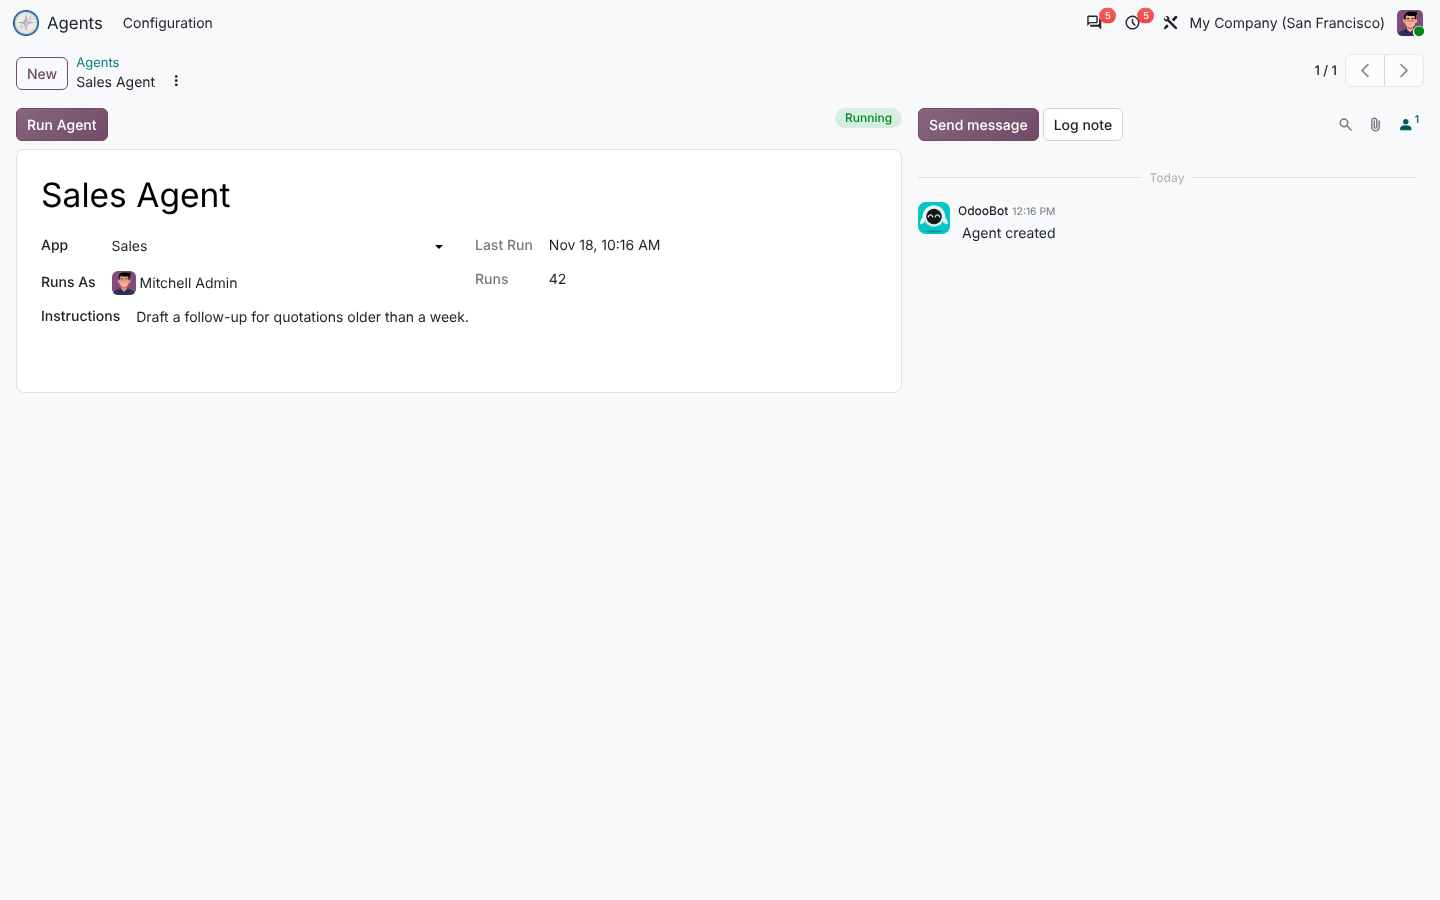 Agents
Configuration
5
5
My Company (San Francisco)
New
Agents
Sales Agent
1 / 1
Run Agent
Running
Send message
Log note
1
Sales Agent
App
Sales
Last Run
Nov 18, 10:16 AM
Runs As
Mitchell Admin
Runs
42
Instructions
Draft a follow-up for quotations older than a week.
Today
OdooBot 12:16 PM
Agent created